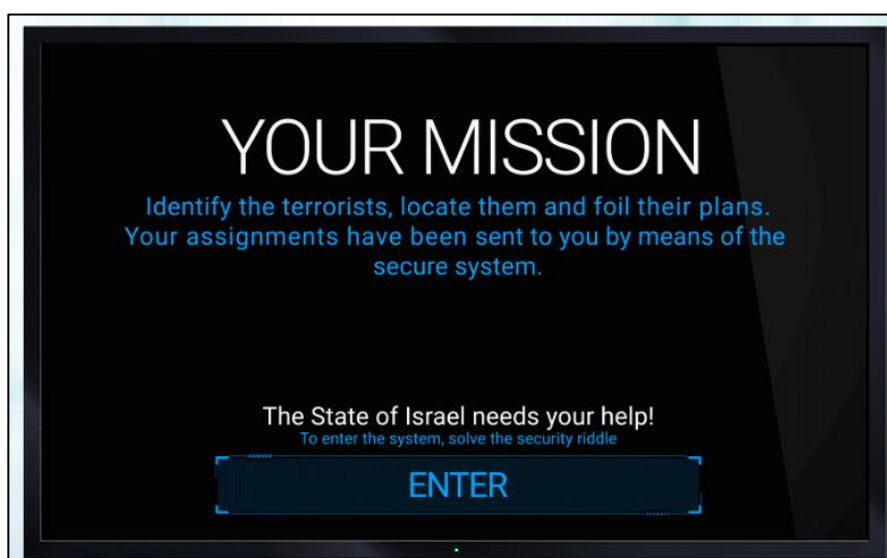 YOUR MISSION
Identify the terrorists, locate them and foil their plans.
Your assignments have been sent to you by means of the
secure system.
The State of Israel needs your help!
To enter the system, solve the security riddle
ENTER